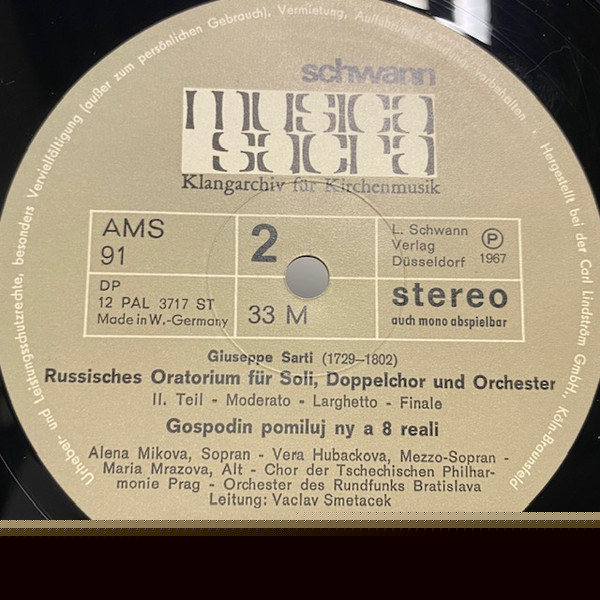 Urheber- und Leistungsschutzrechte, besonders Vervielfältigung (außer zum persönlichen Gebrauch), Vermietung, Aufführung, vorbehalten. Hergestellt bei der Carl Lindström GmbH., Köln-Braunsfeld
schwann
musica
sacra
Klangarchiv für Kirchenmusik
AMS
91
2
L. Schwann
Verlag
Düsseldorf
Ⓟ
1967
DP
12 PAL 3717 ST
Made in W.-Germany
33 M
stereo
auch mono abspielbar
Giuseppe Sarti (1729–1802)
Russisches Oratorium für Soli, Doppelchor und Orchester
II. Teil - Moderato - Larghetto - Finale
Gospodin pomiluj ny a 8 reali
Alena Mikova, Sopran - Vera Hubackova, Mezzo-Sopran -
Maria Mrazova, Alt - Chor der Tschechischen Philhar-
monie Prag - Orchester des Rundfunks Bratislava
Leitung: Vaclav Smetacek